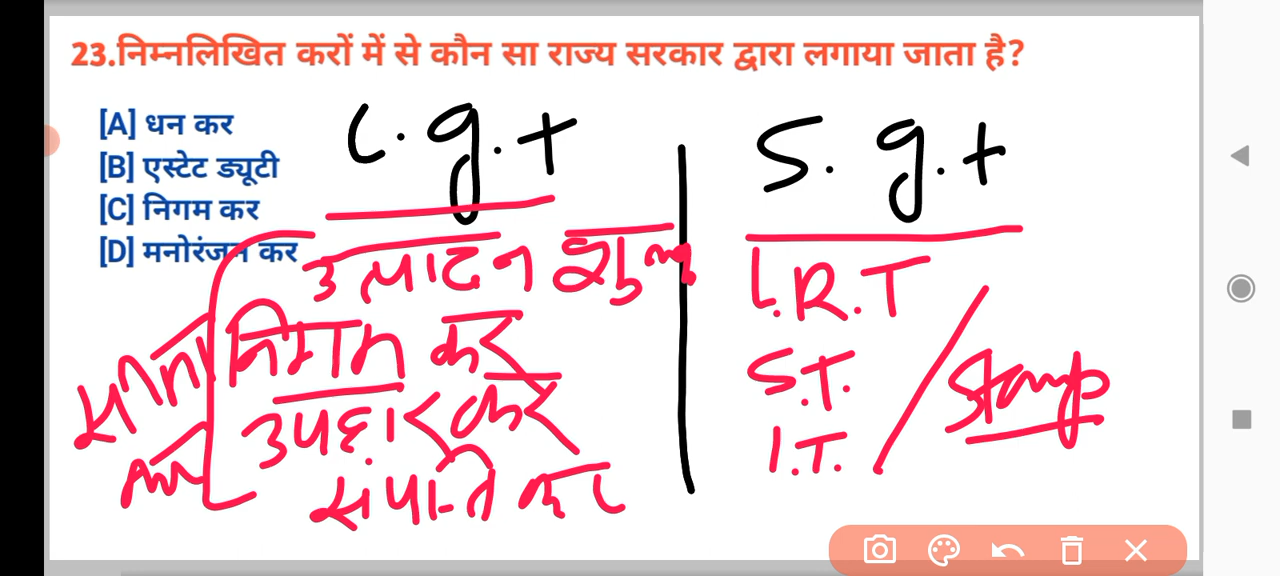 23.निम्नलिखित करों में से कौन सा राज्य सरकार द्वारा लगाया जाता है?
[A] धन कर
[B] एस्टेट ड्यूटी
[C] निगम कर
[D] मनोरंजन कर
C. g. t
S. g. t
उत्पादन शुल्क
निगम कर
उपहार कर
संपत्ति कर
L.R.T
S.T.
I.T.
Stamp